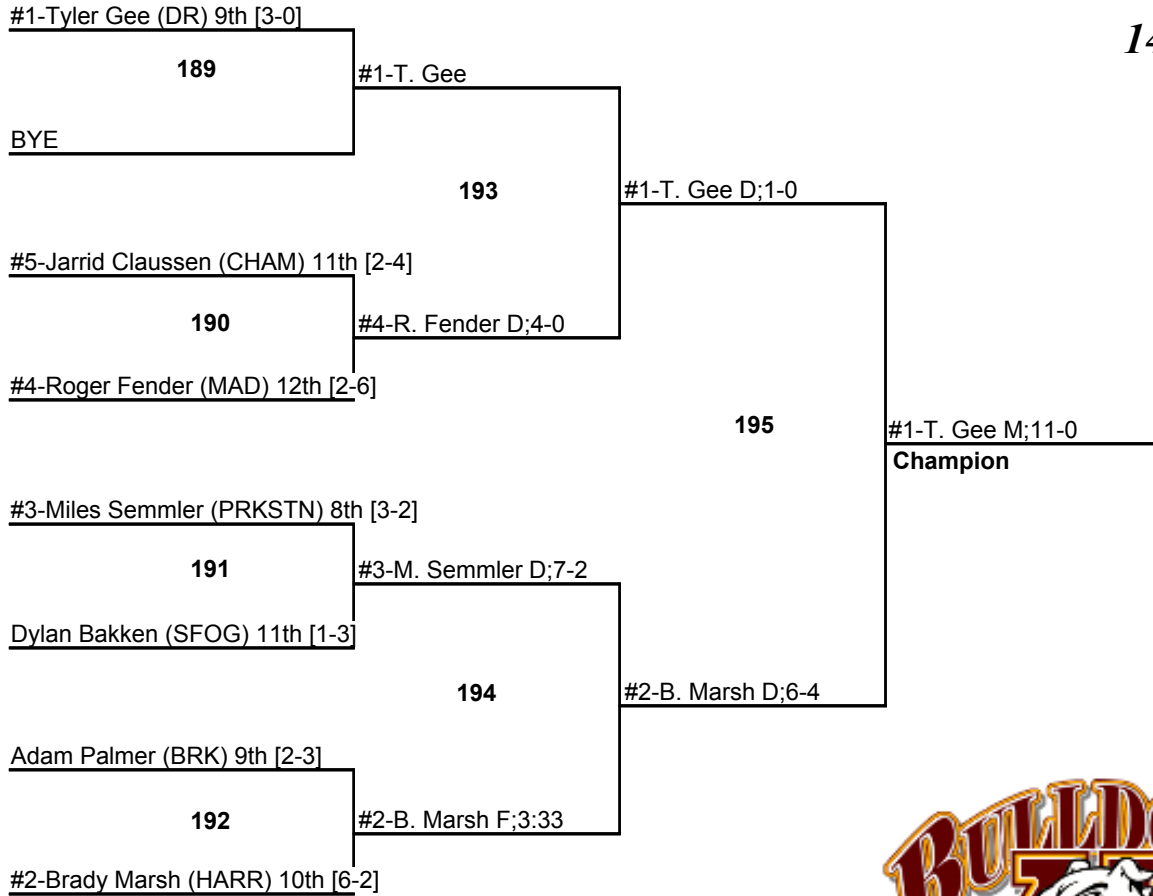 #1-Tyler Gee (DR) 9th [3-0]
14
189
#1-T. Gee
BYE
193
#1-T. Gee D;1-0
#5-Jarrid Claussen (CHAM) 11th [2-4]
190
#4-R. Fender D;4-0
#4-Roger Fender (MAD) 12th [2-6]
195
#1-T. Gee M;11-0
Champion
#3-Miles Semmler (PRKSTN) 8th [3-2]
191
#3-M. Semmler D;7-2
Dylan Bakken (SFOG) 11th [1-3]
194
#2-B. Marsh D;6-4
Adam Palmer (BRK) 9th [2-3]
192
#2-B. Marsh F;3:33
#2-Brady Marsh (HARR) 10th [6-2]
BULLDO